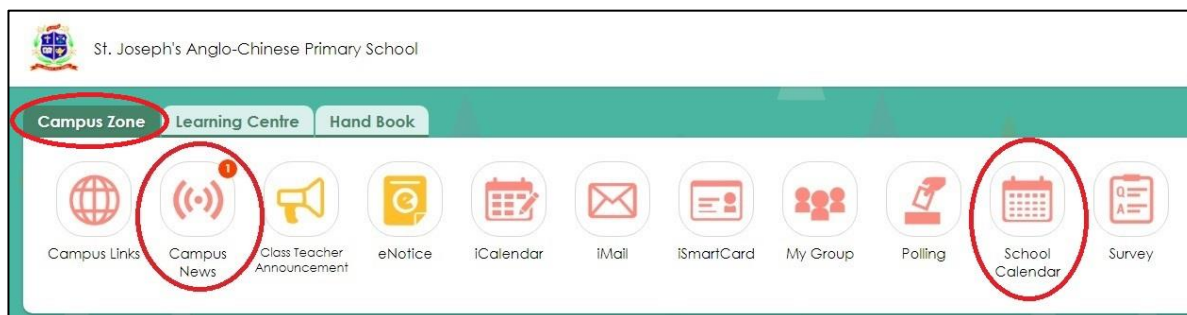 St. Joseph's Anglo-Chinese Primary School
Campus Zone
Learning Centre
Hand Book
1
Campus Links
Campus
News
Class Teacher
Announcement
e
eNotice
iCalendar
iMail
iSmartCard
My Group
Polling
School
Calendar
Q=
A=
Survey